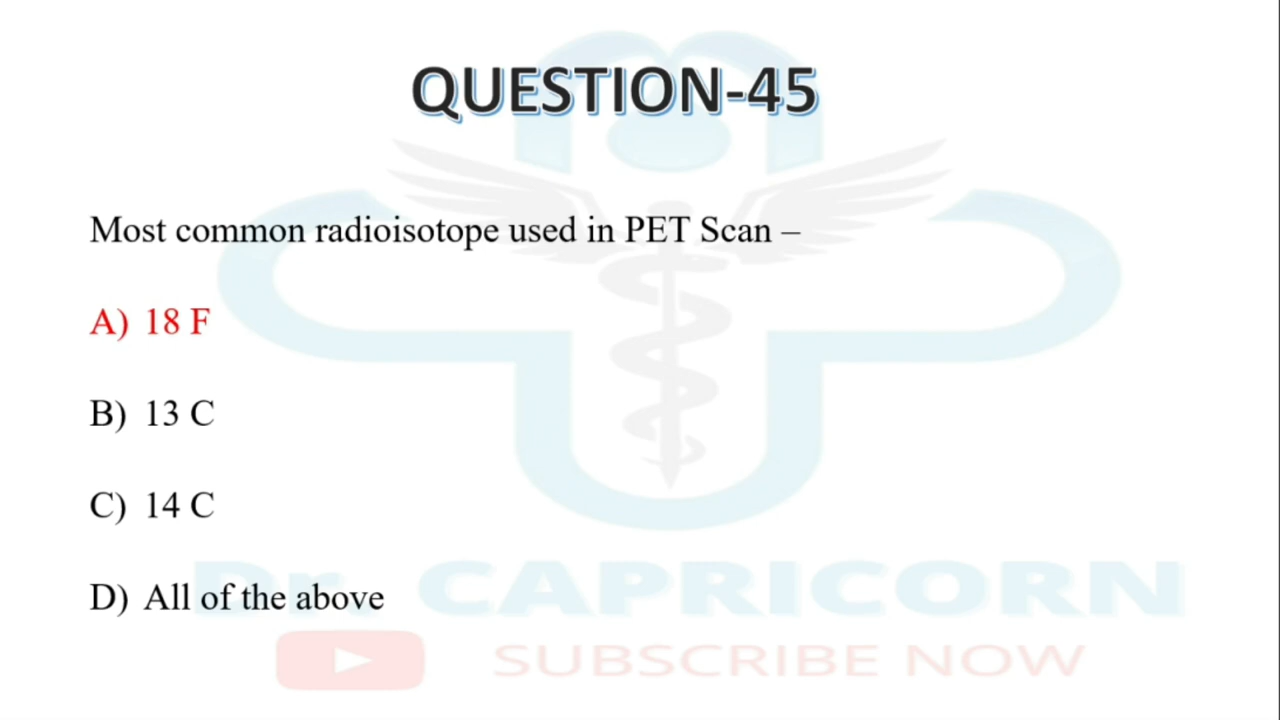 QUESTION-45
Most common radioisotope used in PET Scan –
A) 18 F
B) 13 C
C) 14 C
D) All of the above
Dr. CAPRICORN
SUBSCRIBE NOW